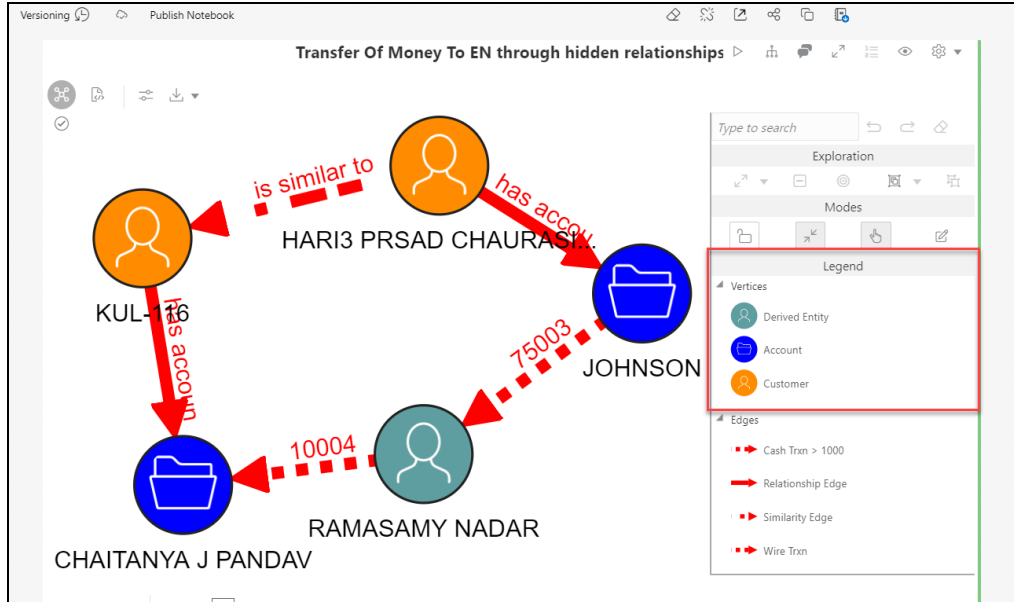 Versioning Publish Notebook
Transfer Of Money To EN through hidden relationships
Type to search
Exploration
Modes
Legend
Vertices
Derived Entity
Account
Customer
Edges
Cash Trxn > 1000
Relationship Edge
Similarity Edge
Wire Trxn
is similar to
has accou
HARI3 PRSAD CHAURASI...
KUL-116
has accoun
75003
JOHNSON
10004
RAMASAMY NADAR
CHAITANYA J PANDAV